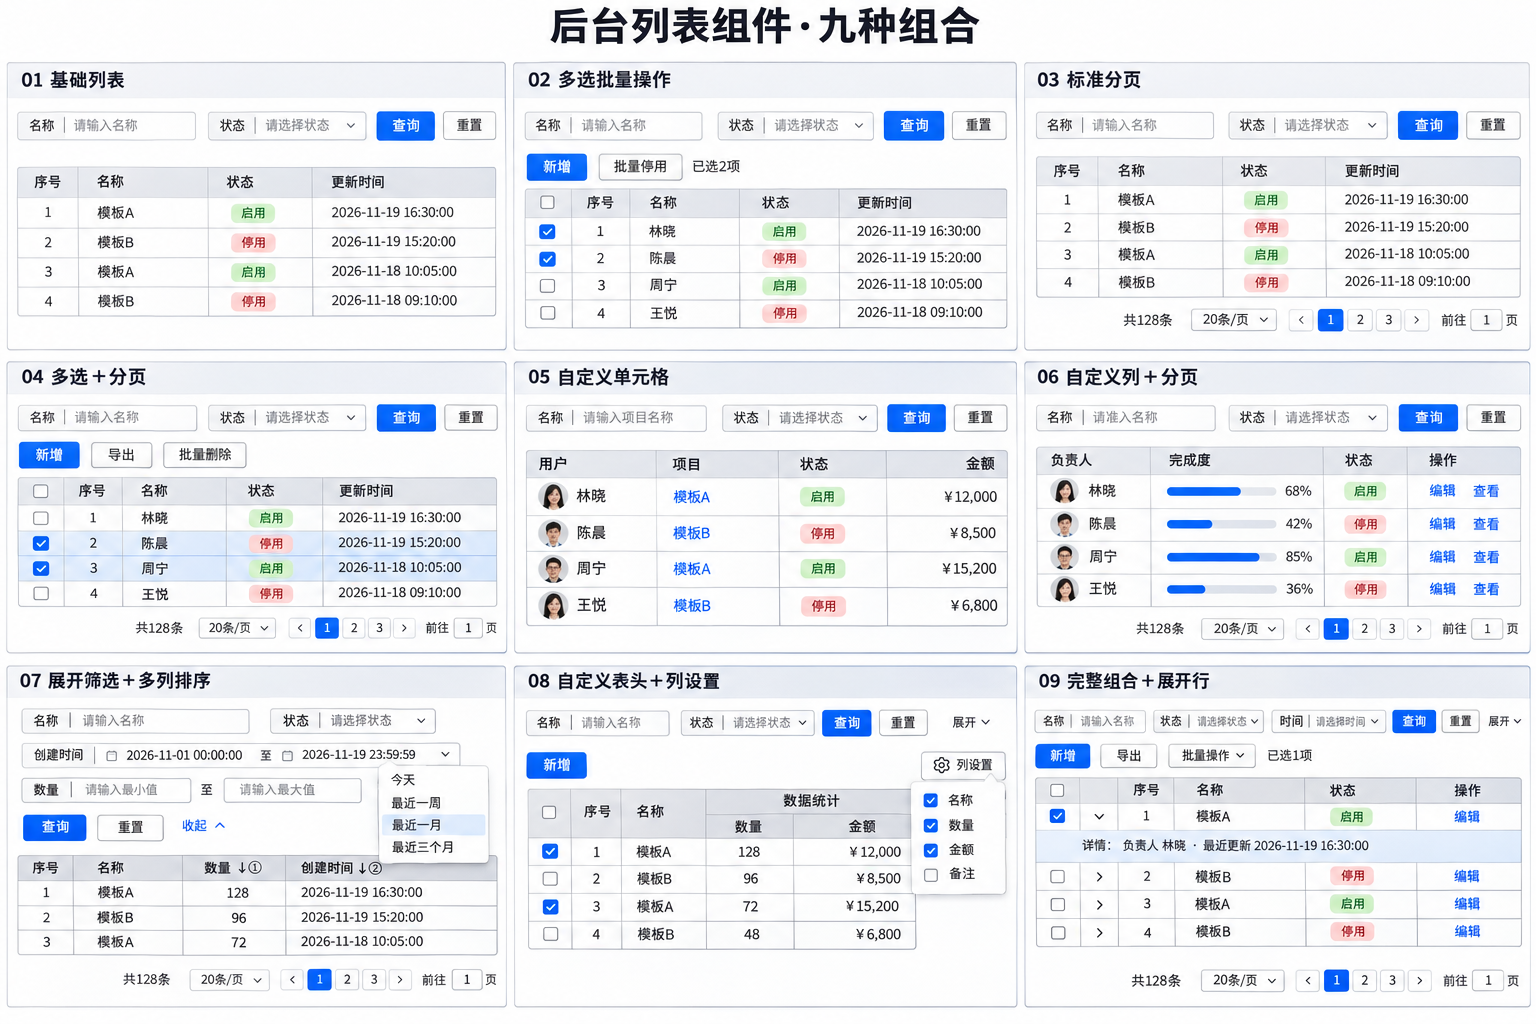 后台列表组件·九种组合
01 基础列表
名称 请输入名称 状态 请选择状态 查询 重置
序号 名称 状态 更新时间
1 模板A 启用 2026-11-19 16:30:00
2 模板B 停用 2026-11-19 15:20:00
3 模板A 启用 2026-11-18 10:05:00
4 模板B 停用 2026-11-18 09:10:00
02 多选批量操作
名称 请输入名称 状态 请选择状态 查询 重置
新增 批量停用 已选2项
序号 名称 状态 更新时间
1 林晓 启用 2026-11-19 16:30:00
2 陈晨 停用 2026-11-19 15:20:00
3 周宁 启用 2026-11-18 10:05:00
4 王悦 停用 2026-11-18 09:10:00
03 标准分页
名称 请输入名称 状态 请选择状态 查询 重置
序号 名称 状态 更新时间
1 模板A 启用 2026-11-19 16:30:00
2 模板B 停用 2026-11-19 15:20:00
3 模板A 启用 2026-11-18 10:05:00
4 模板B 停用 2026-11-18 09:10:00
共128条 20条/页 < 1 2 3 > 前往 1 页
04 多选＋分页
名称 请输入名称 状态 请选择状态 查询 重置
新增 导出 批量删除
序号 名称 状态 更新时间
1 林晓 启用 2026-11-19 16:30:00
2 陈晨 停用 2026-11-19 15:20:00
3 周宁 启用 2026-11-18 10:05:00
4 王悦 停用 2026-11-18 09:10:00
共128条 20条/页 < 1 2 3 > 前往 1 页
05 自定义单元格
名称 请输入项目名称 状态 请选择状态 查询 重置
用户 项目 状态 金额
林晓 模板A 启用 ¥12,000
陈晨 模板B 停用 ¥8,500
周宁 模板A 启用 ¥15,200
王悦 模板B 停用 ¥6,800
06 自定义列＋分页
名称 请准入名称 状态 请选择状态 查询 重置
负责人 完成度 状态 操作
林晓 68% 启用 编辑 查看
陈晨 42% 停用 编辑 查看
周宁 85% 启用 编辑 查看
王悦 36% 停用 编辑 查看
共128条 20条/页 < 1 2 3 > 前往 1 页
07 展开筛选＋多列排序
名称 请输入名称 状态 请选择状态
创建时间 2026-11-01 00:00:00 至 2026-11-19 23:59:59
数量 请输入最小值 至 请输入最大值
今天
最近一周
最近一月
最近三个月
查询 重置 收起
序号 名称 数量 ↓① 创建时间 ↓②
1 模板A 128 2026-11-19 16:30:00
2 模板B 96 2026-11-19 15:20:00
3 模板A 72 2026-11-18 10:05:00
共128条 20条/页 < 1 2 3 > 前往 1 页
08 自定义表头＋列设置
名称 请输入名称 状态 请选择状态 查询 重置 展开
新增 列设置
名称
数量
金额
备注
序号 名称 数据统计
数量 金额
1 模板A 128 ¥12,000
2 模板B 96 ¥8,500
3 模板A 72 ¥15,200
4 模板B 48 ¥6,800
09 完整组合＋展开行
名称 请输入名称 状态 请选择状态 时间 请选择时间 查询 重置 展开
新增 导出 批量操作 已选1项
序号 名称 状态 操作
1 模板A 启用 编辑
详情： 负责人 林晓 · 最近更新 2026-11-19 16:30:00
2 模板B 停用 编辑
3 模板A 启用 编辑
4 模板B 停用 编辑
共128条 20条/页 < 1 2 3 > 前往 1 页